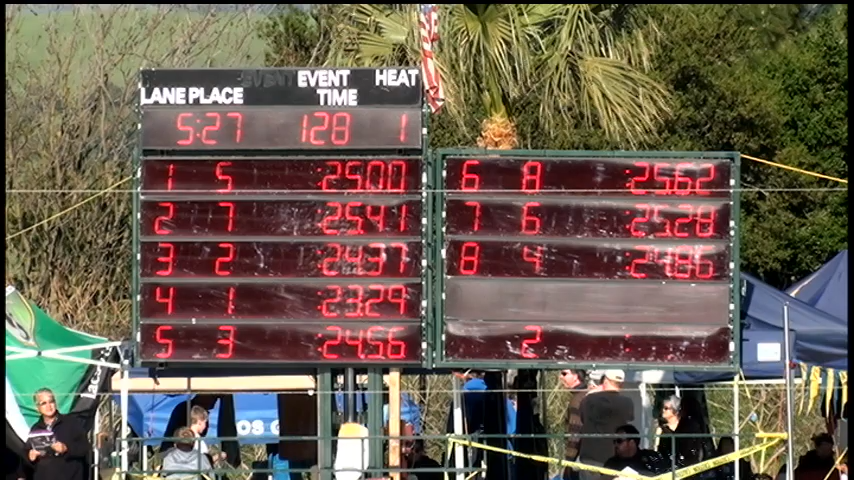 EVENT EVENT HEAT
LANE PLACE TIME
5:27 128 1
1 5 :25.00
2 7 :25.41
3 2 :24.37
4 1 :23.29
5 3 :24.56
6 8 :25.62
7 6 :25.28
8 4 :24.86
2
OS G